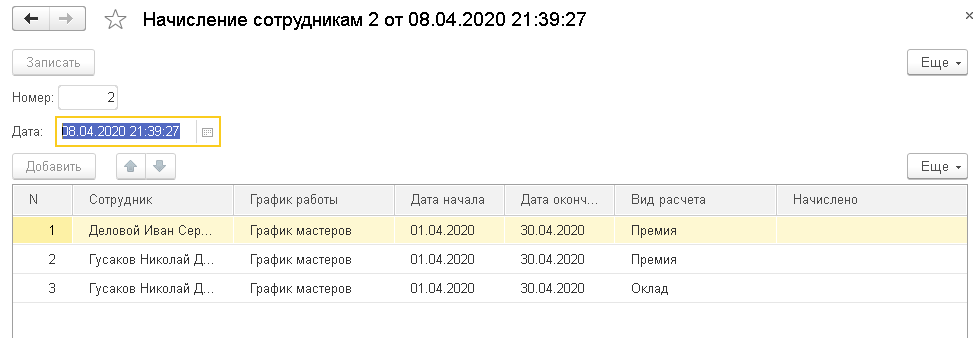 Начисление сотрудникам 2 от 08.04.2020 21:39:27
Записать Еще
Номер: 2
Дата: 08.04.2020 21:39:27
Добавить Еще
N Сотрудник График работы Дата начала Дата оконч... Вид расчета Начислено
1 Деловой Иван Сер... График мастеров 01.04.2020 30.04.2020 Премия
2 Гусаков Николай Д... График мастеров 01.04.2020 30.04.2020 Премия
3 Гусаков Николай Д... График мастеров 01.04.2020 30.04.2020 Оклад